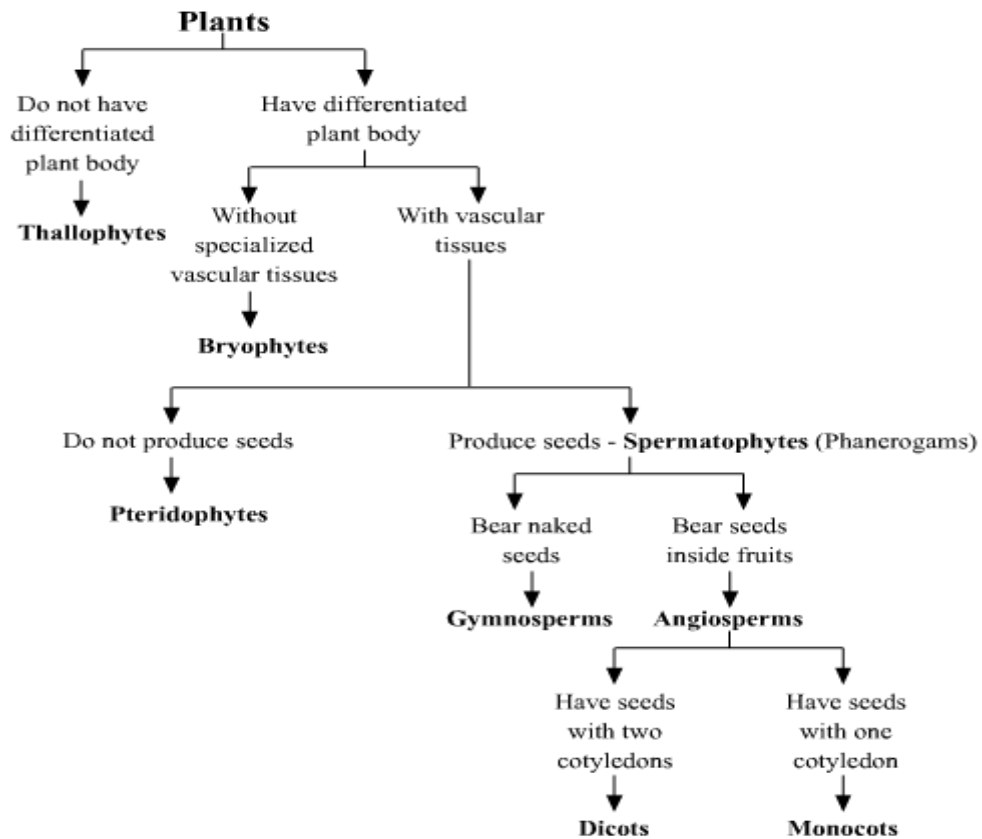 Plants
Do not have
differentiated
plant body
Have differentiated
plant body
Thallophytes
Without
specialized
vascular tissues
With vascular
tissues
Bryophytes
Do not produce seeds
Produce seeds - Spermatophytes (Phanerogams)
Pteridophytes
Bear naked
seeds
Bear seeds
inside fruits
Gymnosperms
Angiosperms
Have seeds
with two
cotyledons
Have seeds
with one
cotyledon
Dicots
Monocots